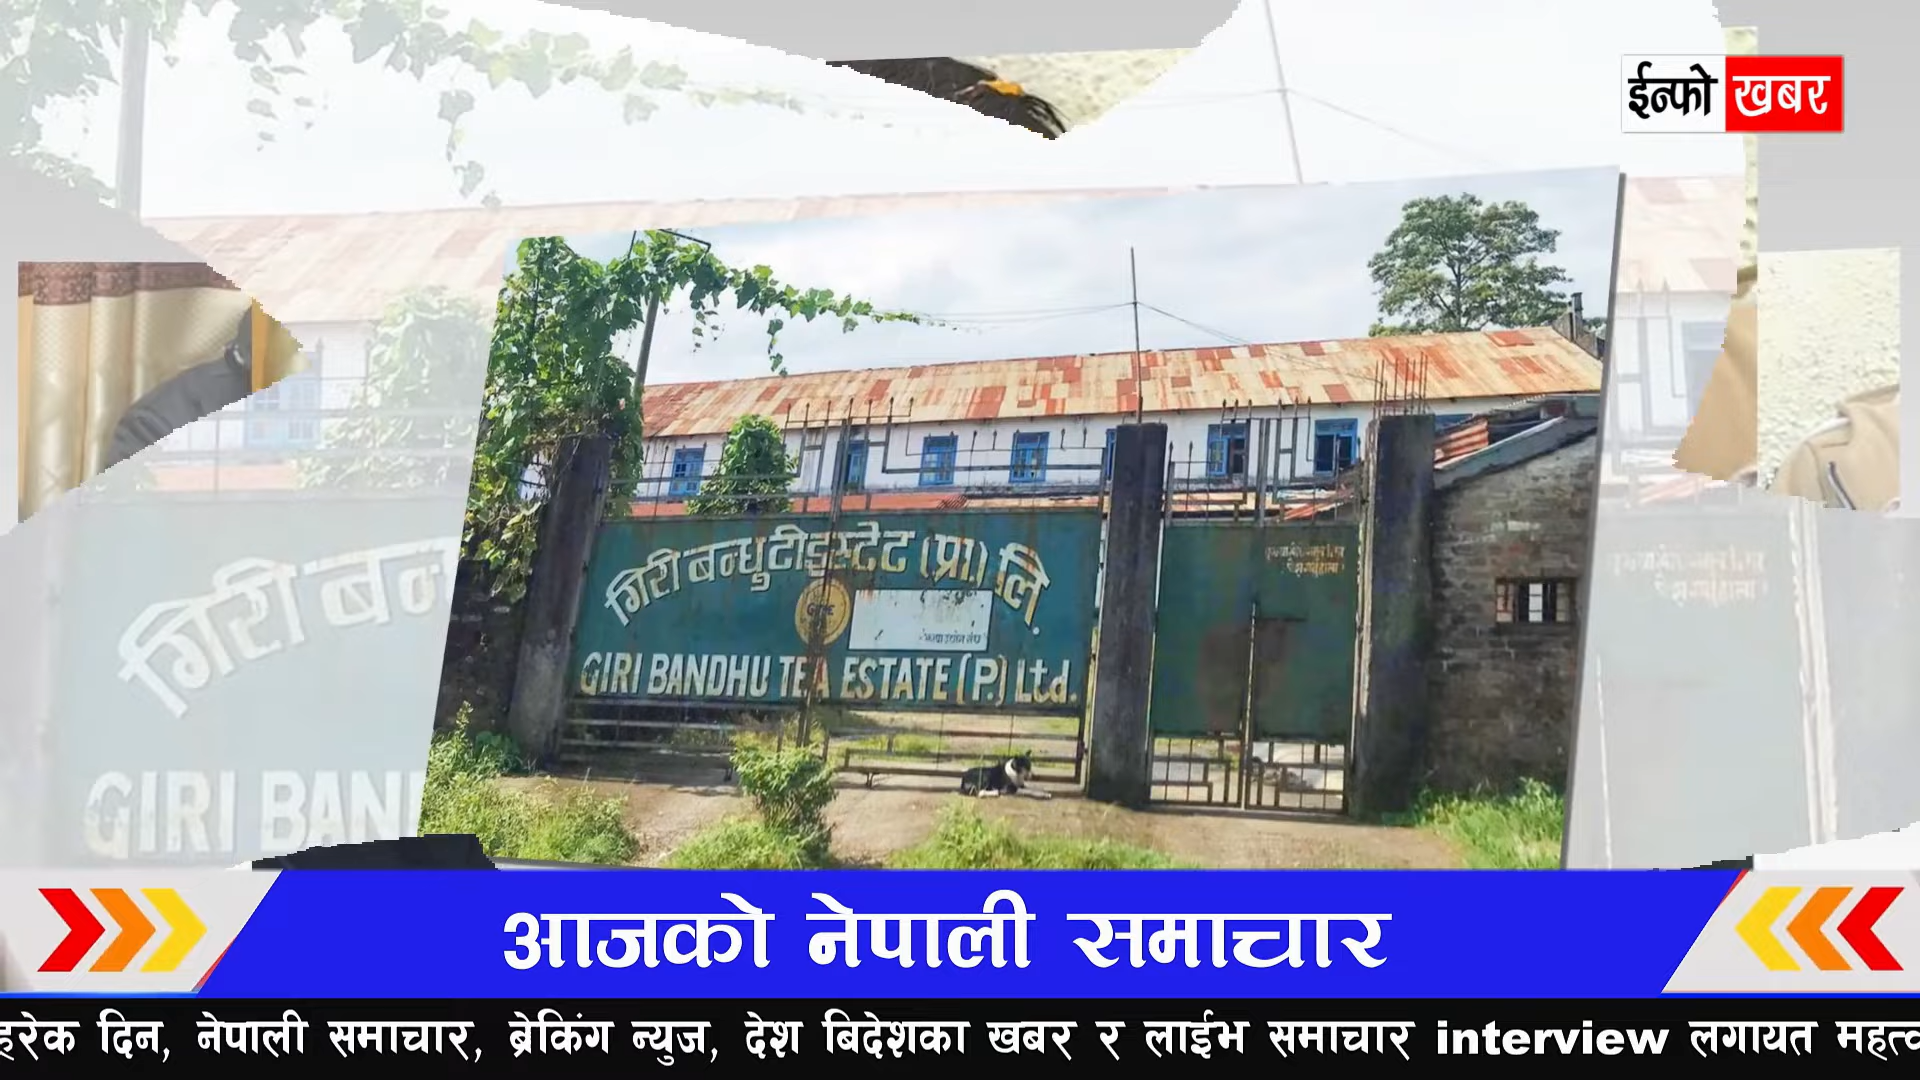 ईन्फो खबर
गिरी बन्धु टी इस्टेट (प्रा.) लि.
GIRI BANDHU TEA ESTATE (P.) Ltd.
गिरी बन
GIRI BAN
आजको नेपाली समाचार
हरेक दिन, नेपाली समाचार, ब्रेकिंग न्युज, देश बिदेशका खबर र लाईभ समाचार interview लगायत महत्व